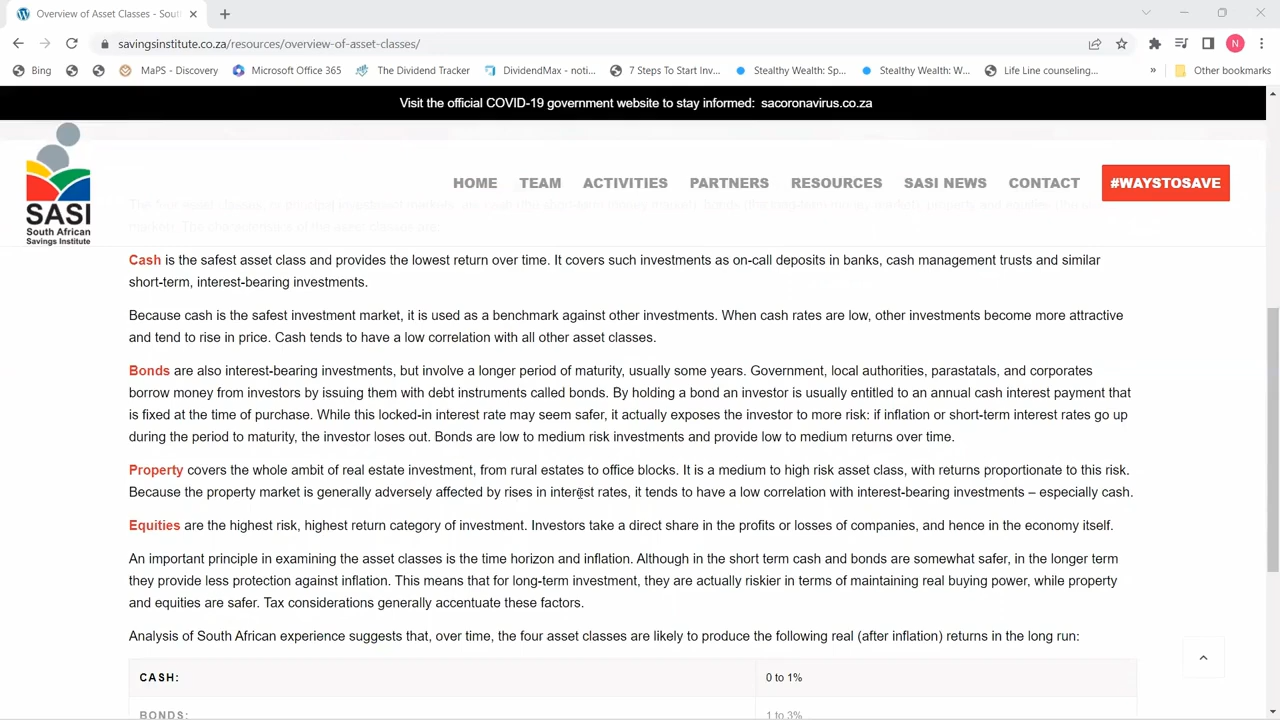 Overview of Asset Classes - Sout
savingsinstitute.co.za/resources/overview-of-asset-classes/
N
Bing
MaPS - Discovery
Microsoft Office 365
The Dividend Tracker
DividendMax - noti...
7 Steps To Start Inv...
Stealthy Wealth: Sp...
Stealthy Wealth: W...
Life Line counseling...
»
Other bookmarks
Visit the official COVID-19 government website to stay informed: sacoronavirus.co.za
SASI
South African
Savings Institute
HOME
TEAM
ACTIVITIES
PARTNERS
RESOURCES
SASI NEWS
CONTACT
#WAYSTOSAVE
Cash is the safest asset class and provides the lowest return over time. It covers such investments as on-call deposits in banks, cash management trusts and similar
short-term, interest-bearing investments.
Because cash is the safest investment market, it is used as a benchmark against other investments. When cash rates are low, other investments become more attractive
and tend to rise in price. Cash tends to have a low correlation with all other asset classes.
Bonds are also interest-bearing investments, but involve a longer period of maturity, usually some years. Government, local authorities, parastatals, and corporates
borrow money from investors by issuing them with debt instruments called bonds. By holding a bond an investor is usually entitled to an annual cash interest payment that
is fixed at the time of purchase. While this locked-in interest rate may seem safer, it actually exposes the investor to more risk: if inflation or short-term interest rates go up
during the period to maturity, the investor loses out. Bonds are low to medium risk investments and provide low to medium returns over time.
Property covers the whole ambit of real estate investment, from rural estates to office blocks. It is a medium to high risk asset class, with returns proportionate to this risk.
Because the property market is generally adversely affected by rises in interest rates, it tends to have a low correlation with interest-bearing investments – especially cash.
Equities are the highest risk, highest return category of investment. Investors take a direct share in the profits or losses of companies, and hence in the economy itself.
An important principle in examining the asset classes is the time horizon and inflation. Although in the short term cash and bonds are somewhat safer, in the longer term
they provide less protection against inflation. This means that for long-term investment, they are actually riskier in terms of maintaining real buying power, while property
and equities are safer. Tax considerations generally accentuate these factors.
Analysis of South African experience suggests that, over time, the four asset classes are likely to produce the following real (after inflation) returns in the long run:
CASH: 0 to 1%
BONDS: 1 to 3%